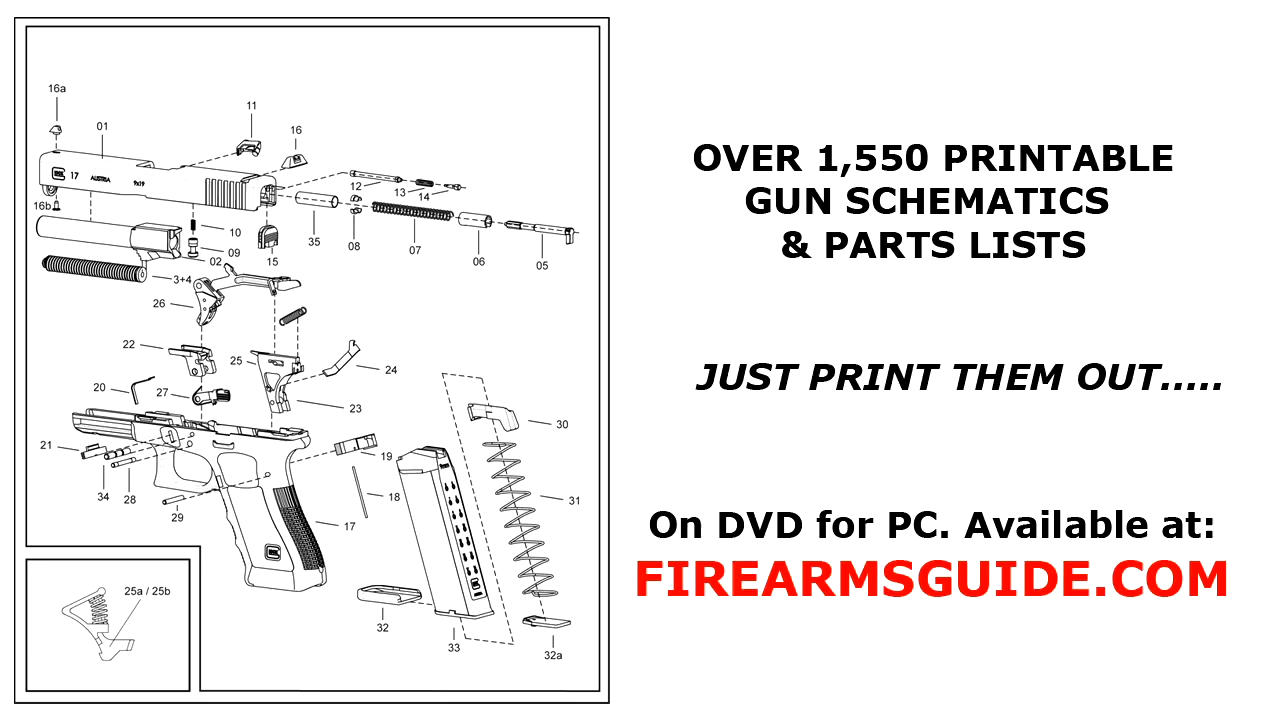 16a
01
11
16
17
AUSTRIA
9x19
12
13
14
16b
10
09
02
15
35
08
07
06
05
3+4
26
22
25
24
20
27
23
30
21
19
34
28
18
31
29
17
32
33
32a
25a / 25b
OVER 1,550 PRINTABLE
GUN SCHEMATICS
& PARTS LISTS
JUST PRINT THEM OUT.....
On DVD for PC. Available at:
FIREARMSGUIDE.COM